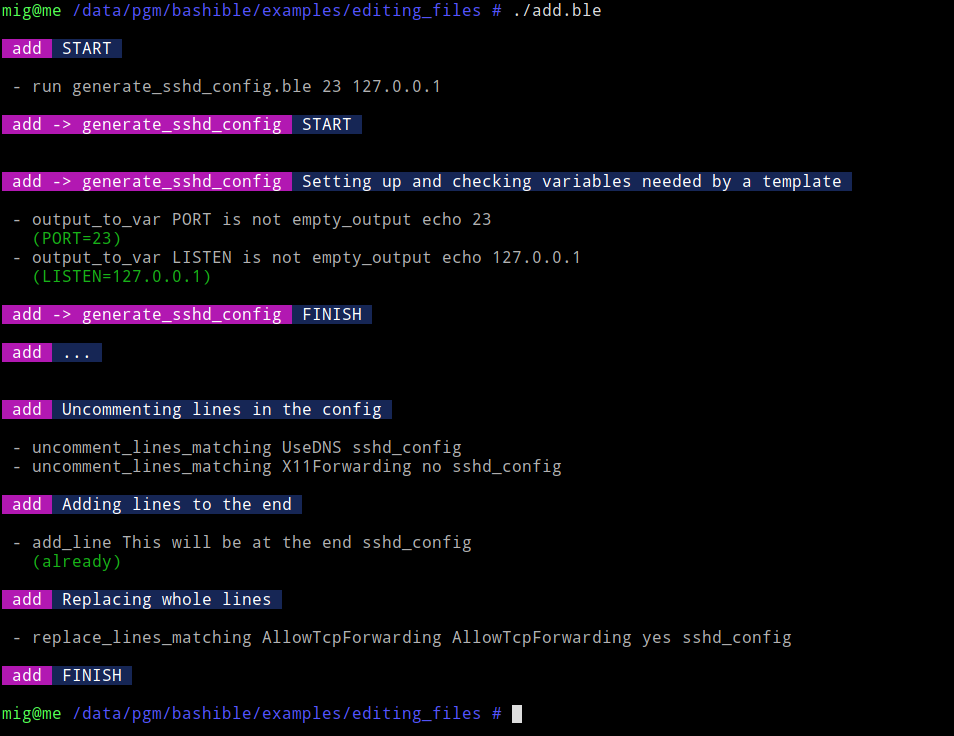 mig@me /data/pgm/bashible/examples/editing_files # ./add.ble
add START
- run generate_sshd_config.ble 23 127.0.0.1
add -> generate_sshd_config START
add -> generate_sshd_config Setting up and checking variables needed by a template
- output_to_var PORT is not empty_output echo 23
(PORT=23)
- output_to_var LISTEN is not empty_output echo 127.0.0.1
(LISTEN=127.0.0.1)
add -> generate_sshd_config FINISH
add ...
add Uncommenting lines in the config
- uncomment_lines_matching UseDNS sshd_config
- uncomment_lines_matching X11Forwarding no sshd_config
add Adding lines to the end
- add_line This will be at the end sshd_config
(already)
add Replacing whole lines
- replace_lines_matching AllowTcpForwarding AllowTcpForwarding yes sshd_config
add FINISH
mig@me /data/pgm/bashible/examples/editing_files #